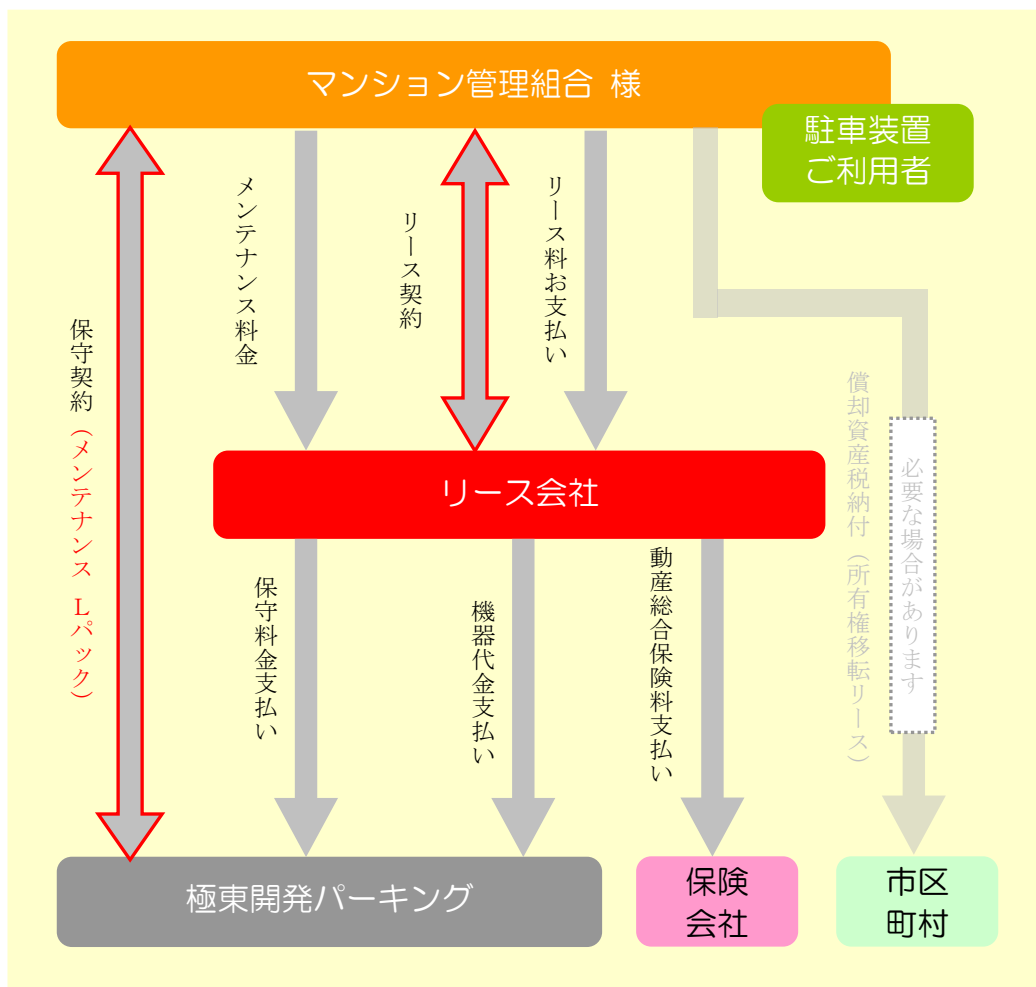 マンション管理組合 様
駐車装置
ご利用者
保守契約（メンテナンス Lパック）
メンテナンス料金
リース契約
リース料お支払い
償却資産税納付（所有権移転リース）
必要な場合があります
リース会社
保守料金支払い
機器代金支払い
動産総合保険料支払い
極東開発パーキング
保険
会社
市区
町村